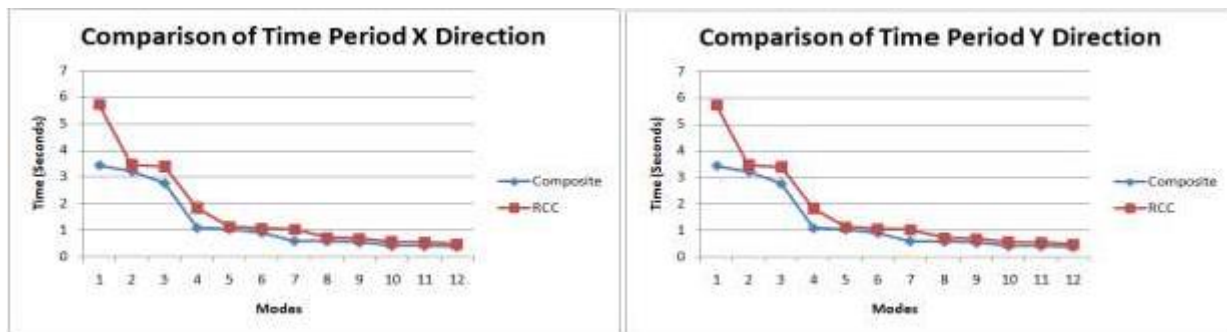 Comparison of Time Period X Direction
7
6
5
4
3
2
1
0
Time (Seconds)
1 2 3 4 5 6 7 8 9 10 11 12
Modes
Composite
RCC
Comparison of Time Period Y Direction
7
6
5
4
3
2
1
0
Time (Seconds)
1 2 3 4 5 6 7 8 9 10 11 12
Modes
Composite
RCC